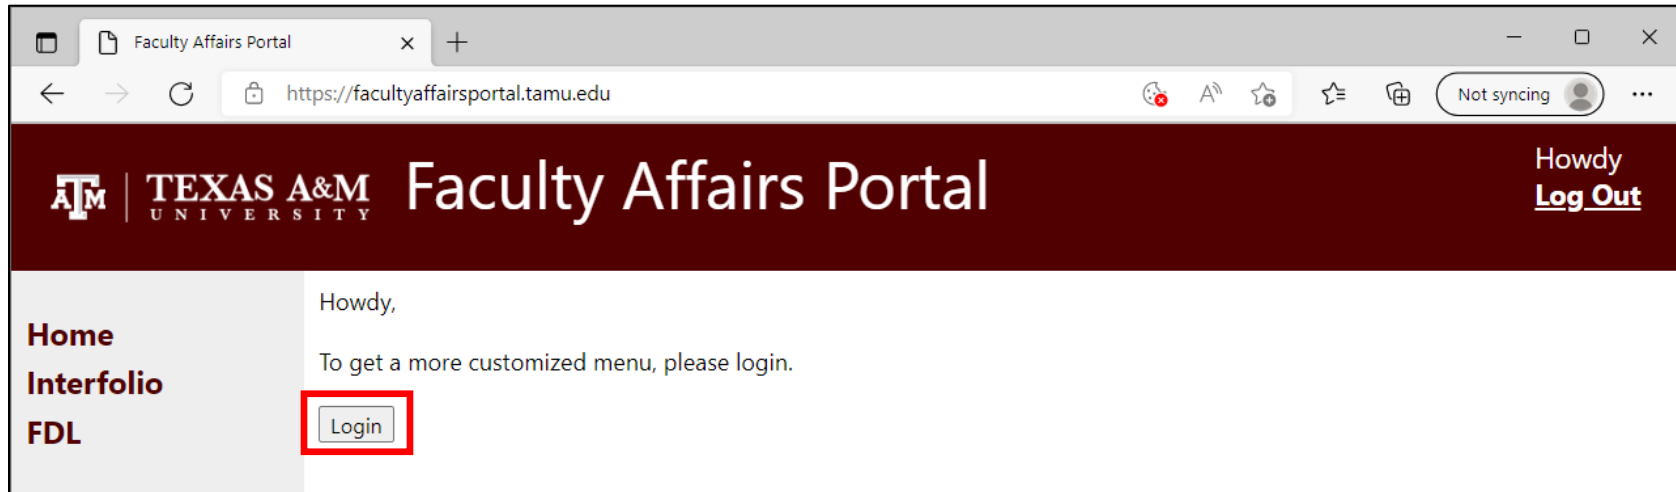 Faculty Affairs Portal
https://facultyaffairsportal.tamu.edu
Not syncing
TEXAS A&M
UNIVERSITY
Faculty Affairs Portal
Howdy
Log Out
Home
Interfolio
FDL
Howdy,
To get a more customized menu, please login.
Login